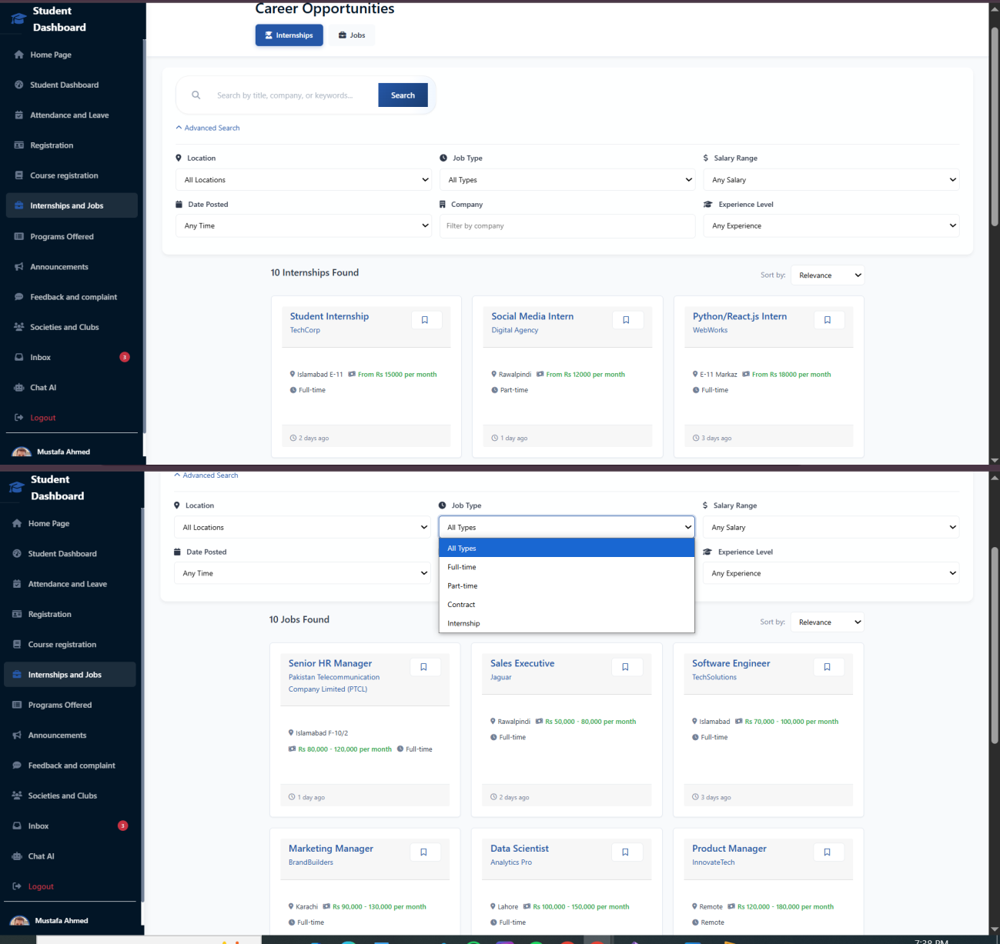 Student
Dashboard
Home Page
Student Dashboard
Attendance and Leave
Registration
Course registration
Internships and Jobs
Programs Offered
Announcements
Feedback and complaint
Societies and Clubs
Inbox 3
Chat AI
Logout
Mustafa Ahmed
Career Opportunities
Internships Jobs
Search by title, company, or keywords... Search
Advanced Search
Location Job Type $ Salary Range
All Locations All Types Any Salary
Date Posted Company Experience Level
Any Time Filter by company Any Experience
10 Internships Found Sort by: Relevance
Student Internship
TechCorp
Islamabad E-11 From Rs 15000 per month
Full-time
2 days ago
Social Media Intern
Digital Agency
Rawalpindi From Rs 12000 per month
Part-time
1 day ago
Python/React.js Intern
WebWorks
E-11 Markaz From Rs 18000 per month
Full-time
3 days ago
Student
Dashboard
Home Page
Student Dashboard
Attendance and Leave
Registration
Course registration
Internships and Jobs
Programs Offered
Announcements
Feedback and complaint
Societies and Clubs
Inbox 3
Chat AI
Logout
Mustafa Ahmed
Advanced Search
Location Job Type $ Salary Range
All Locations All Types Any Salary
All Types
Full-time
Part-time
Contract
Internship
Date Posted Experience Level
Any Time Any Experience
10 Jobs Found Sort by: Relevance
Senior HR Manager
Pakistan Telecommunication
Company Limited (PTCL)
Islamabad F-10/2
Rs 80,000 - 120,000 per month Full-time
1 day ago
Sales Executive
Jaguar
Rawalpindi Rs 50,000 - 80,000 per month
Full-time
2 days ago
Software Engineer
TechSolutions
Islamabad Rs 70,000 - 100,000 per month
Full-time
3 days ago
Marketing Manager
BrandBuilders
Karachi Rs 90,000 - 130,000 per month
Full-time
Data Scientist
Analytics Pro
Lahore Rs 100,000 - 150,000 per month
Full-time
Product Manager
InnovateTech
Remote Rs 120,000 - 180,000 per month
Remote
7:38 PM